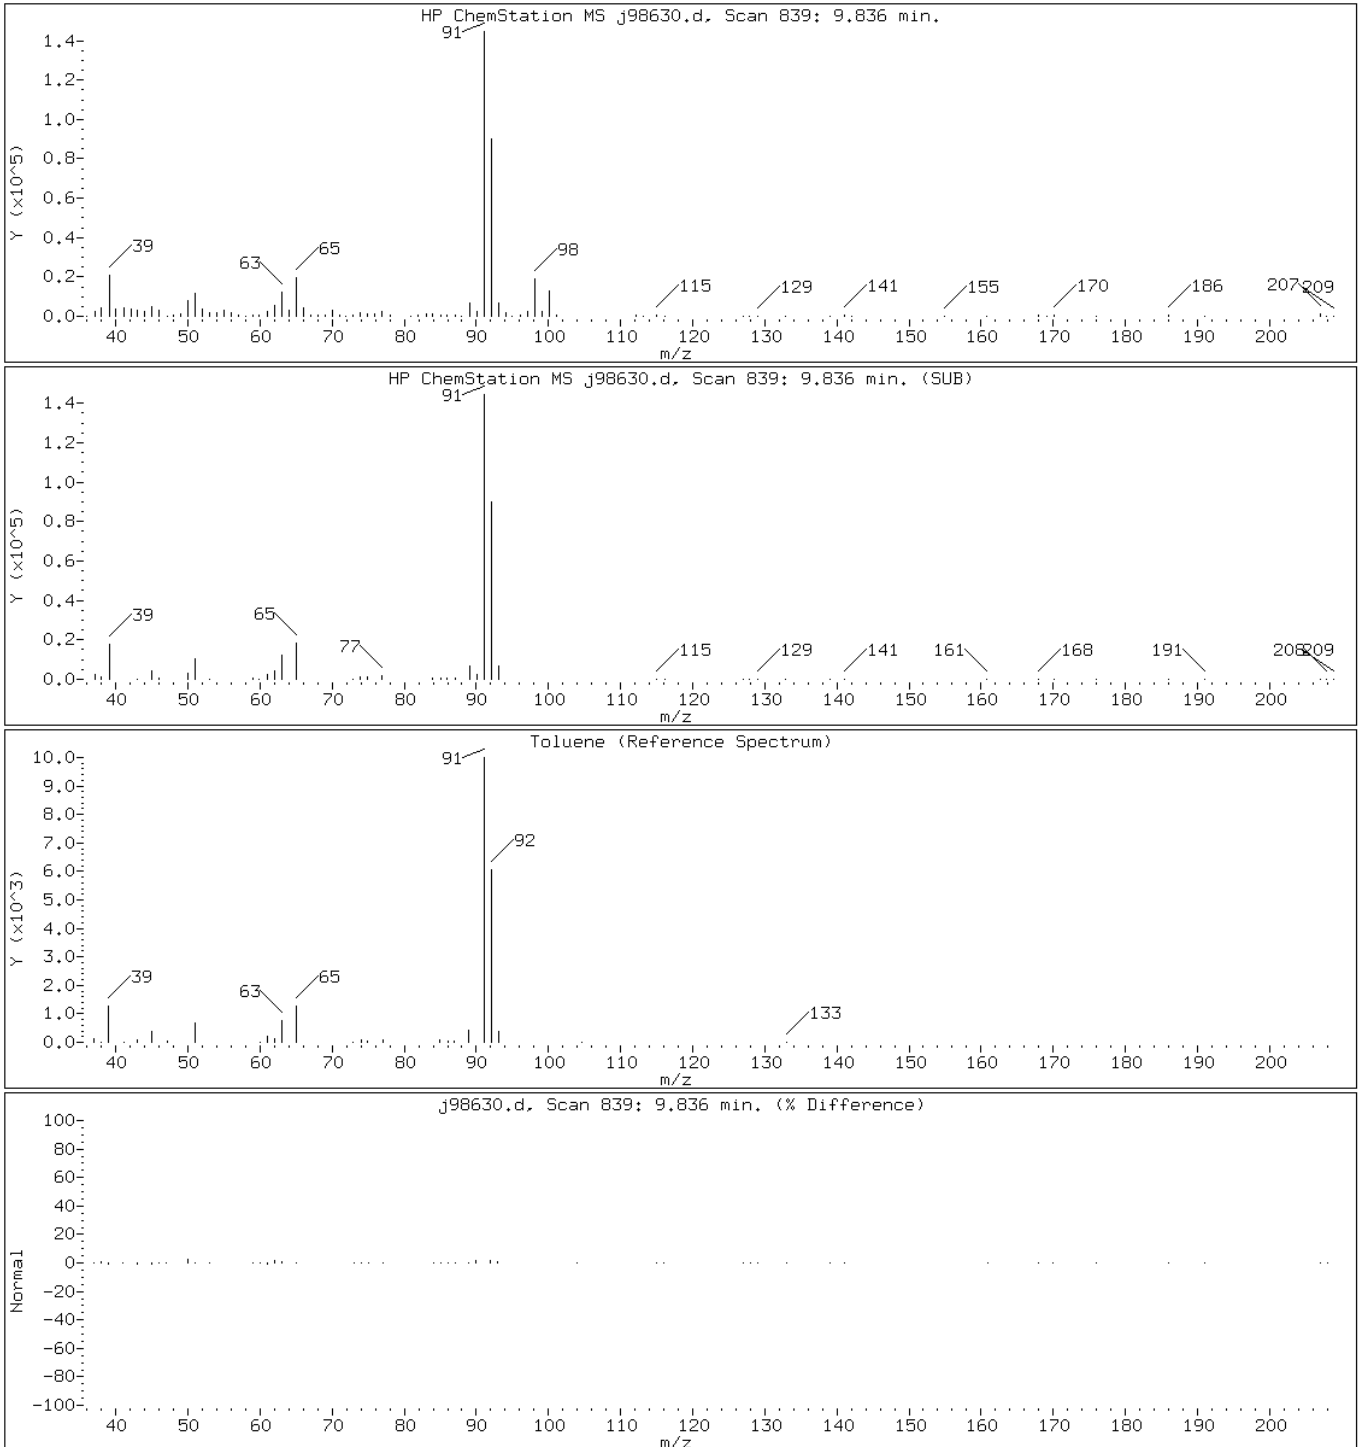 HP ChemStation MS j98630.d, Scan 839: 9.836 min.
91
1.4
1.2
1.0
0.8
0.6
0.4
0.2
0.0
Y (x10^5)
39 63 65 98 115 129 141 155 170 186 207 209
40 50 60 70 80 90 100 110 120 130 140 150 160 170 180 190 200
m/z
HP ChemStation MS j98630.d, Scan 839: 9.836 min. (SUB)
91
1.4
1.2
1.0
0.8
0.6
0.4
0.2
0.0
Y (x10^5)
39 65 77 115 129 141 161 168 191 208 209
40 50 60 70 80 90 100 110 120 130 140 150 160 170 180 190 200
m/z
Toluene (Reference Spectrum)
91
92
10.0
9.0
8.0
7.0
6.0
5.0
4.0
3.0
2.0
1.0
0.0
Y (x10^3)
39 63 65 133
40 50 60 70 80 90 100 110 120 130 140 150 160 170 180 190 200
m/z
j98630.d, Scan 839: 9.836 min. (% Difference)
100
80
60
40
20
0
-20
-40
-60
-80
-100
Normal
40 50 60 70 80 90 100 110 120 130 140 150 160 170 180 190 200
m/z